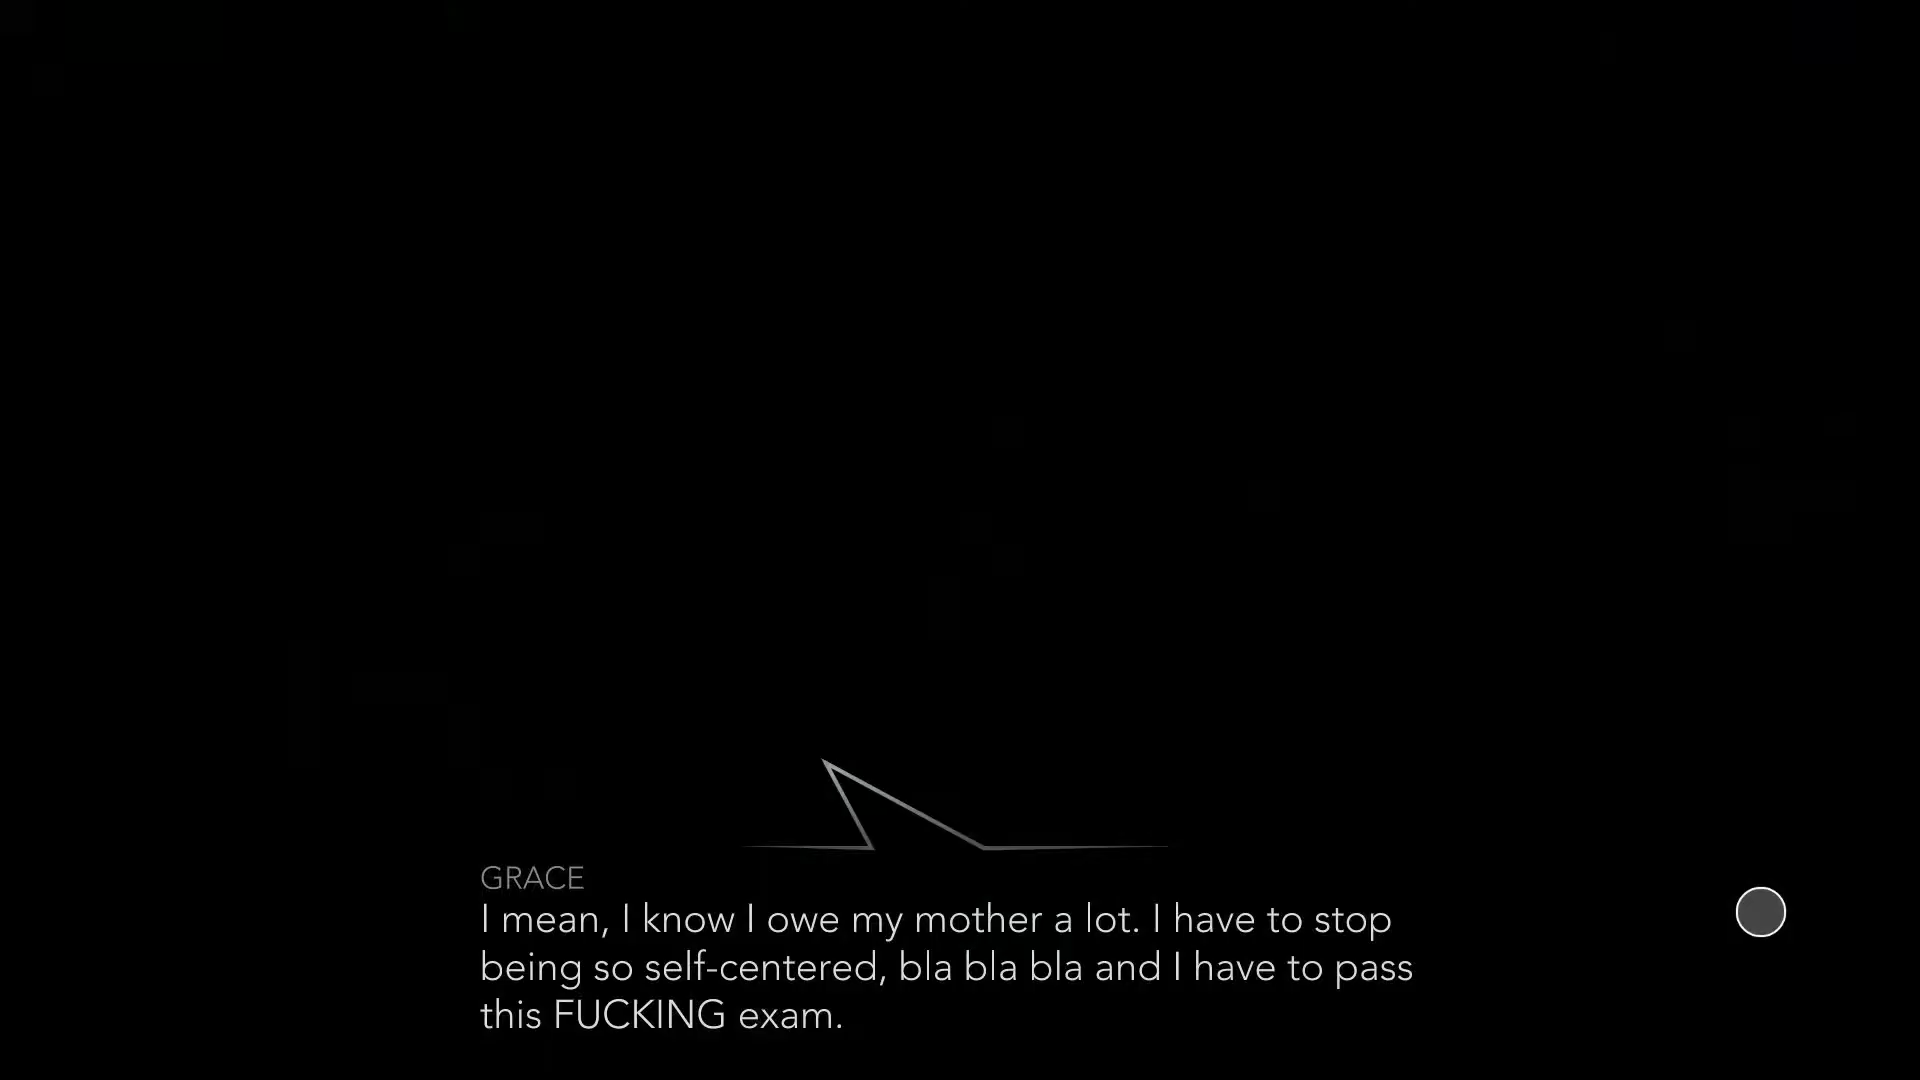 GRACE
I mean, I know I owe my mother a lot. I have to stop
being so self-centered, bla bla bla and I have to pass
this FUCKING exam.